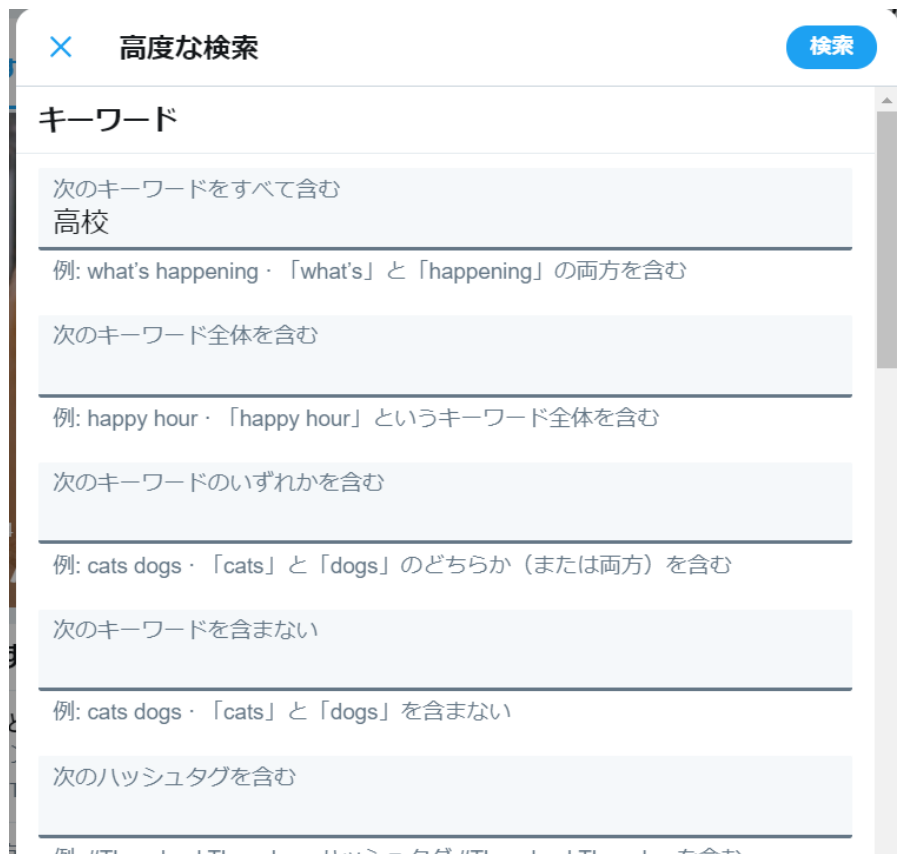 高度な検索
検索
キーワード
次のキーワードをすべて含む
高校
例: what's happening · 「what's」と「happening」の両方を含む
次のキーワード全体を含む
例: happy hour · 「happy hour」というキーワード全体を含む
次のキーワードのいずれかを含む
例: cats dogs · 「cats」と「dogs」のどちらか（または両方）を含む
次のキーワードを含まない
例: cats dogs · 「cats」と「dogs」を含まない
次のハッシュタグを含む